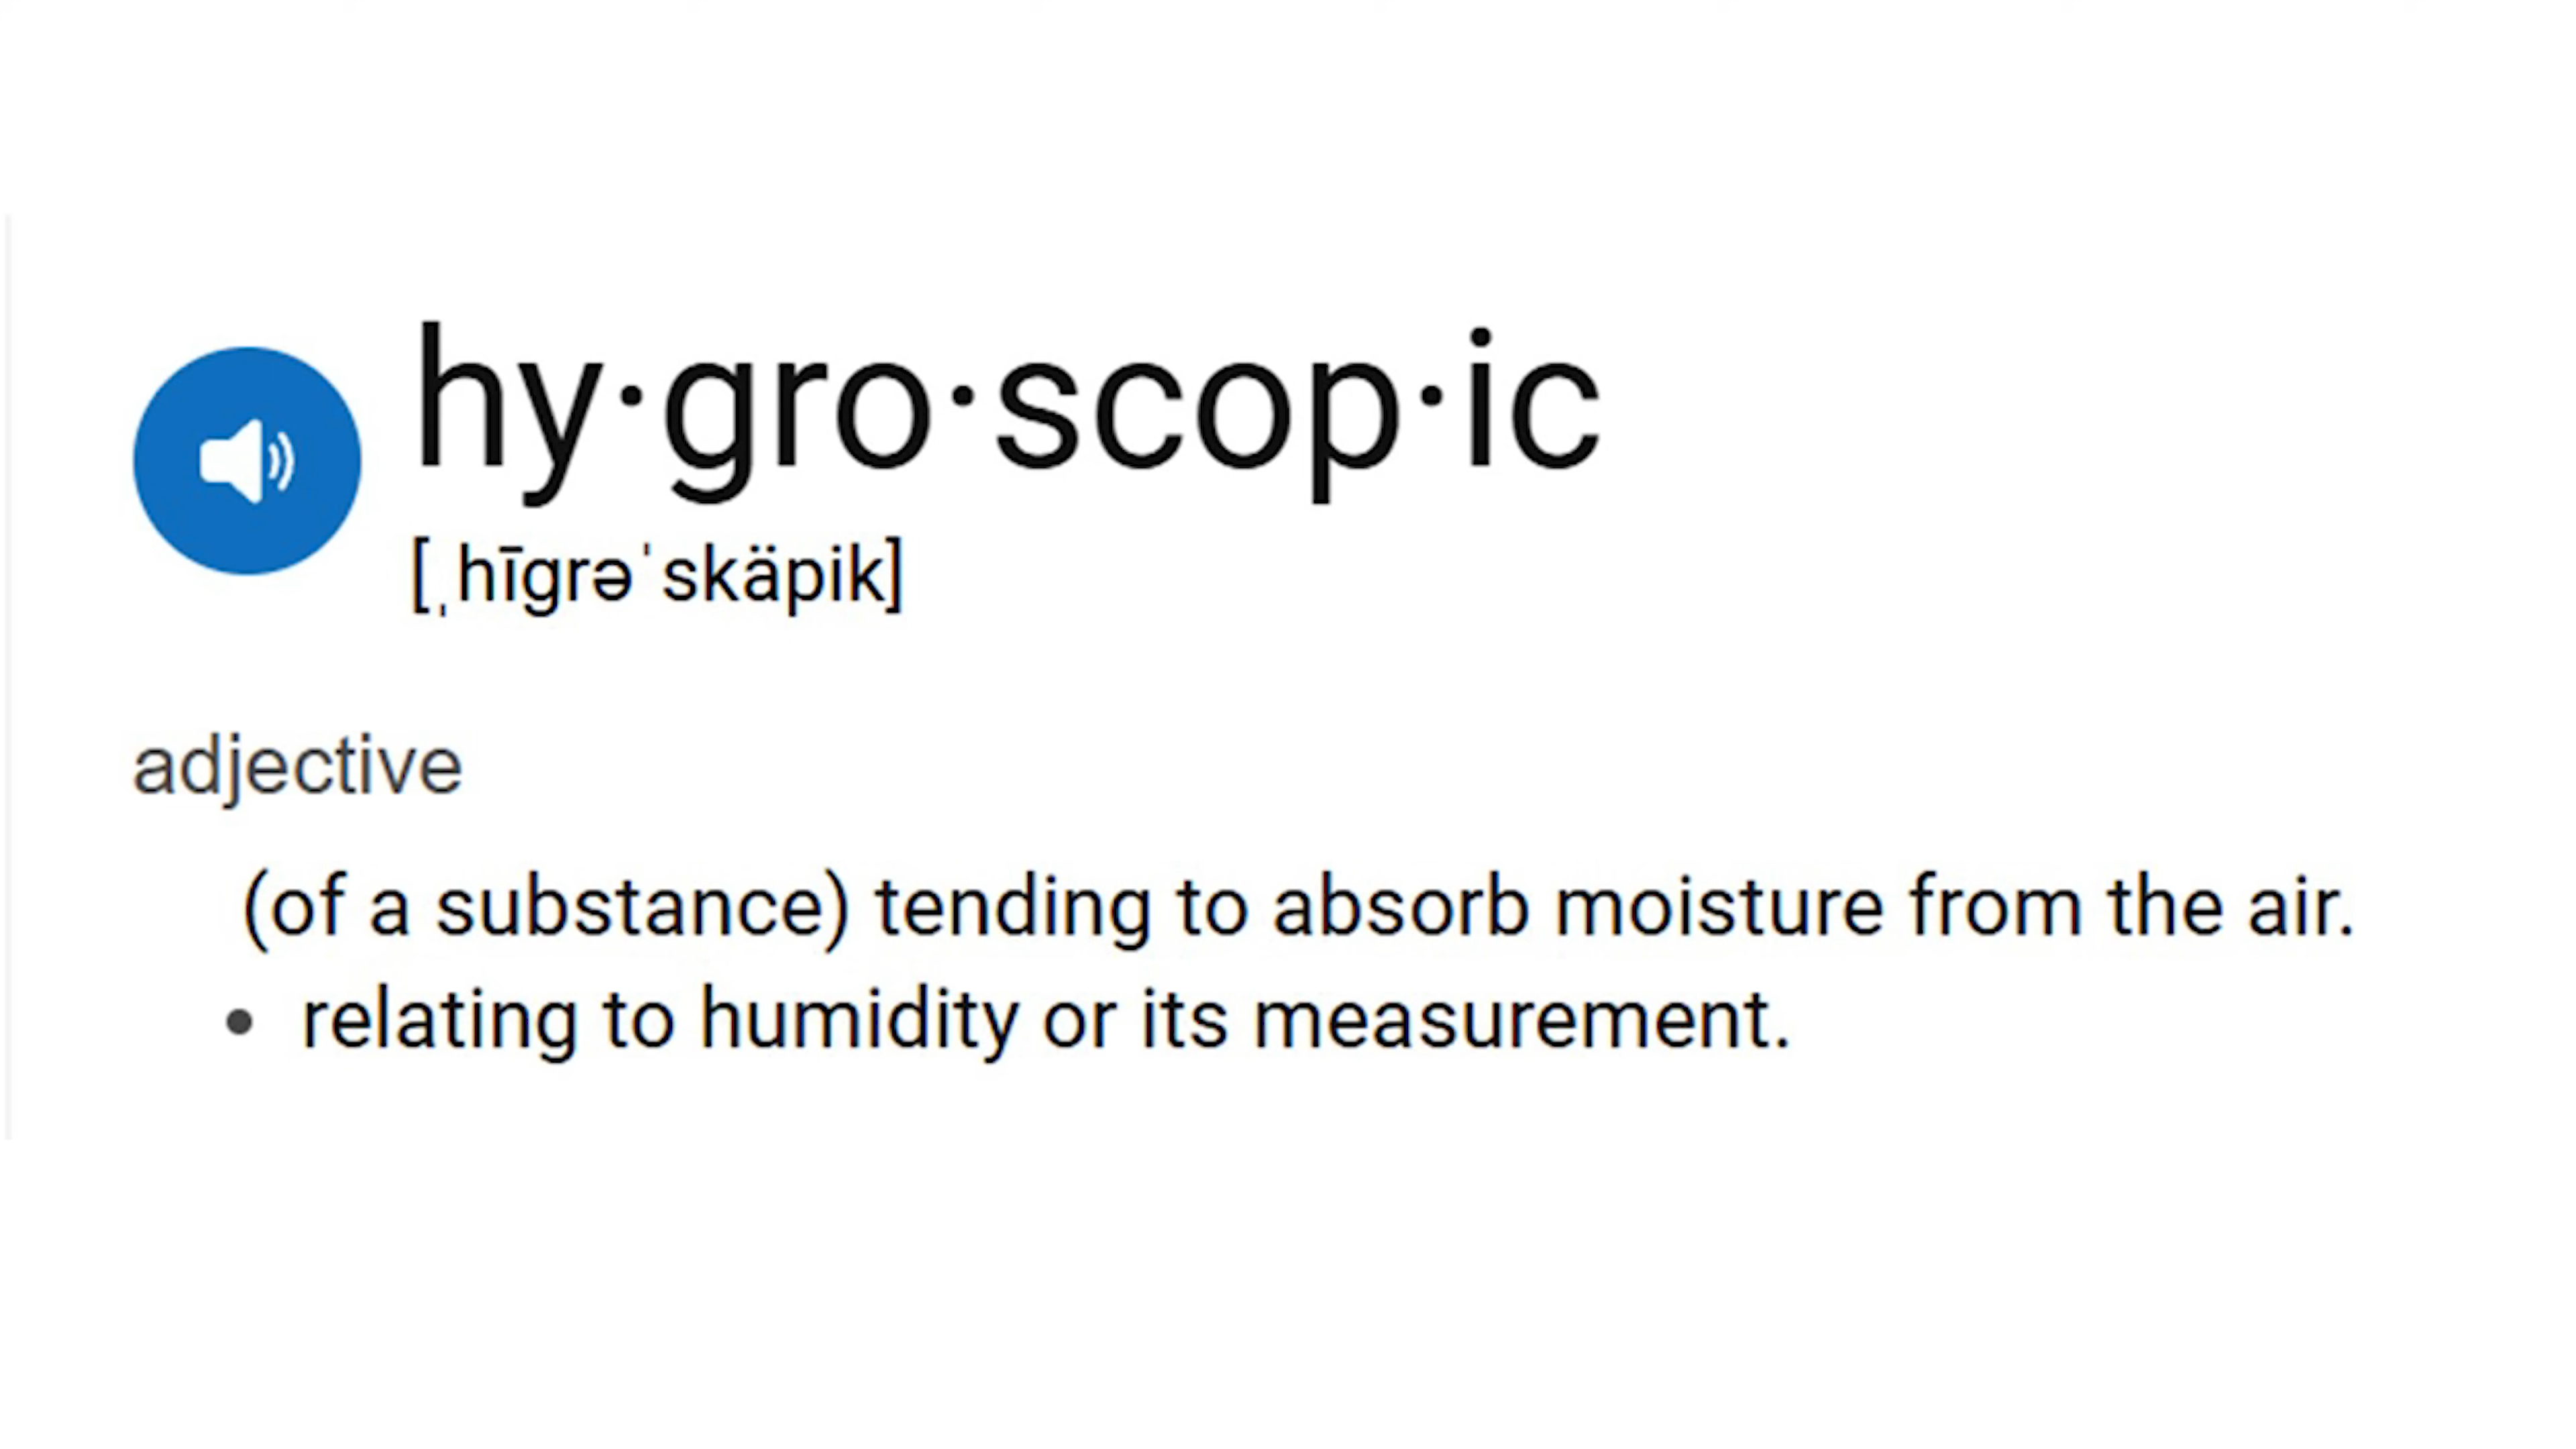 hy·gro·scop·ic
[ˌhīɡrəˈskäpik]
adjective
(of a substance) tending to absorb moisture from the air.
• relating to humidity or its measurement.